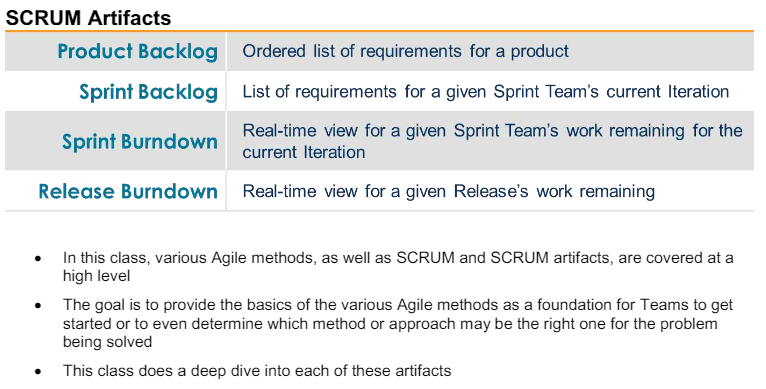 SCRUM Artifacts
Product Backlog
Ordered list of requirements for a product
Sprint Backlog
List of requirements for a given Sprint Team's current Iteration
Sprint Burndown
Real-time view for a given Sprint Team's work remaining for the
current Iteration
Release Burndown
Real-time view for a given Release's work remaining
• In this class, various Agile methods, as well as SCRUM and SCRUM artifacts, are covered at a
high level
• The goal is to provide the basics of the various Agile methods as a foundation for Teams to get
started or to even determine which method or approach may be the right one for the problem
being solved
• This class does a deep dive into each of these artifacts